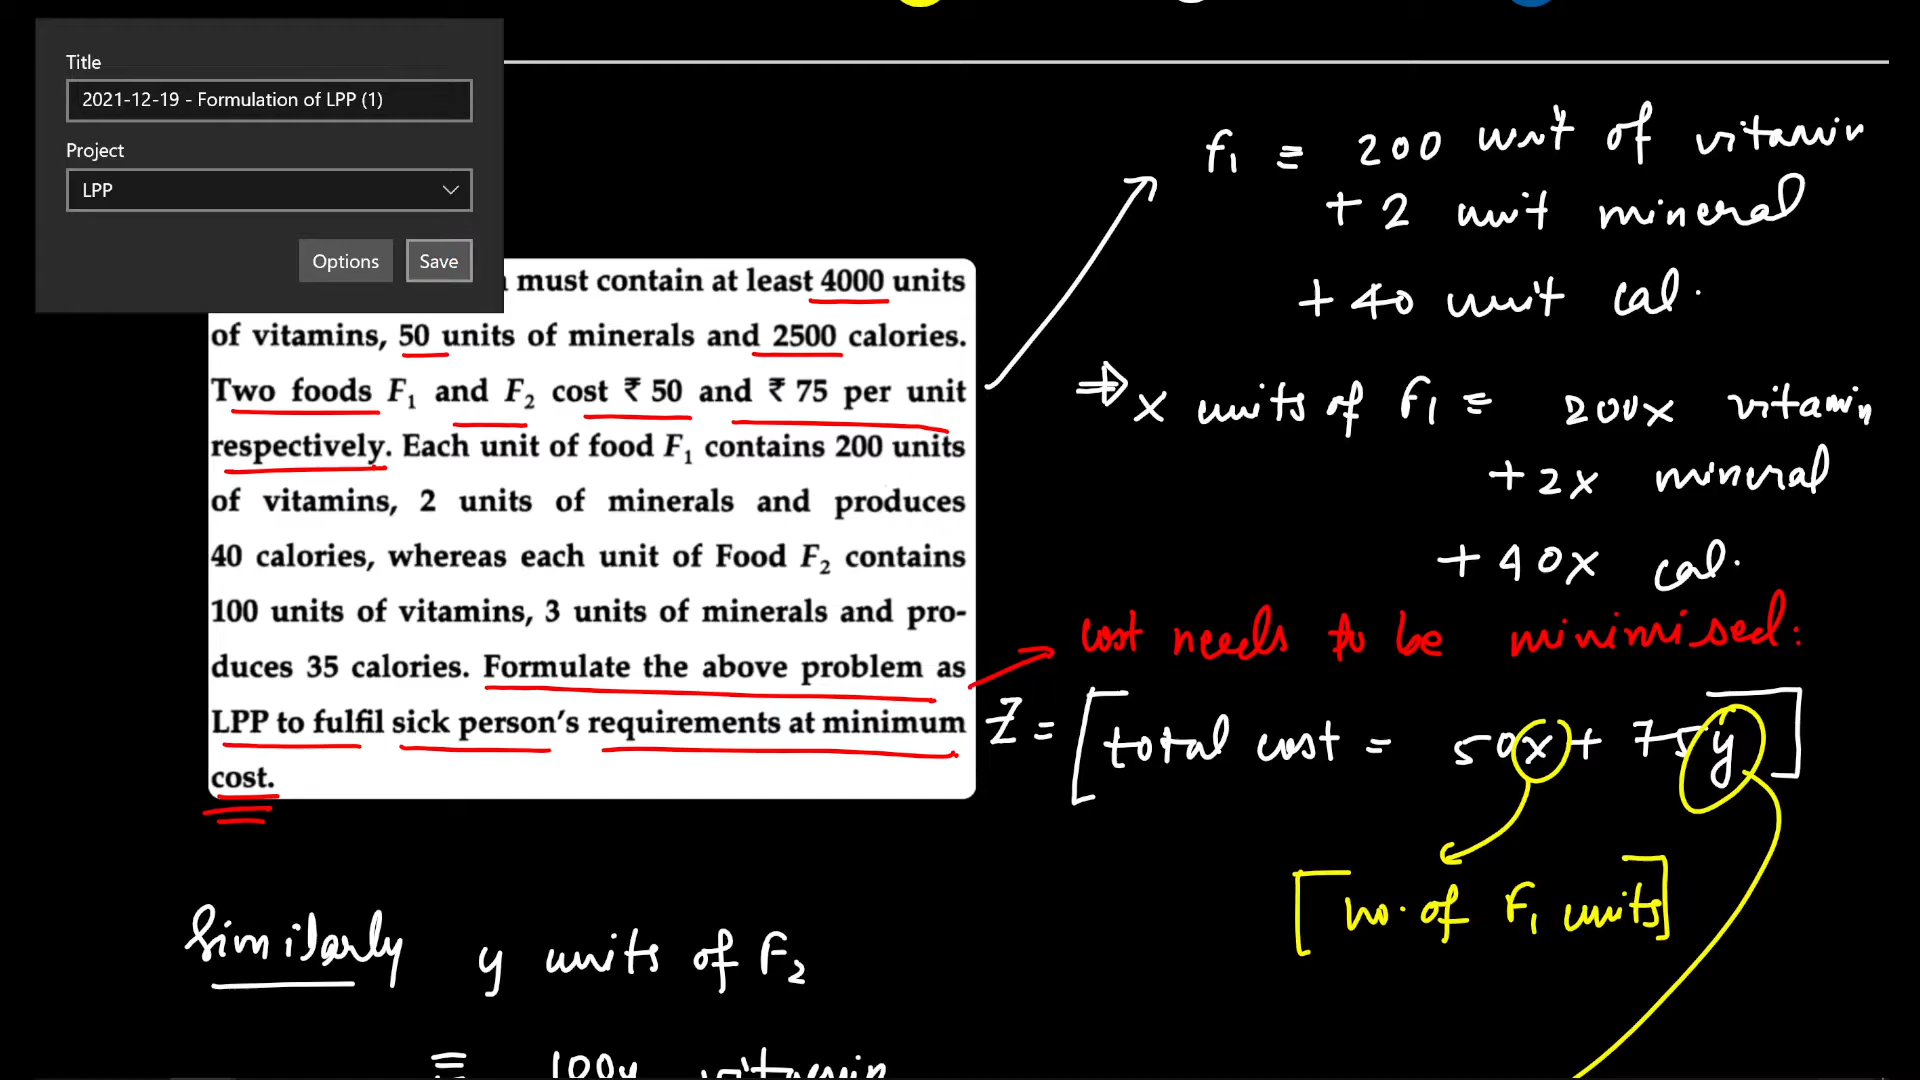 Title
2021-12-19 - Formulation of LPP (1)
Project
LPP
Options Save
must contain at least 4000 units
of vitamins, 50 units of minerals and 2500 calories.
Two foods F₁ and F₂ cost ₹ 50 and ₹ 75 per unit
respectively. Each unit of food F₁ contains 200 units
of vitamins, 2 units of minerals and produces
40 calories, whereas each unit of Food F₂ contains
100 units of vitamins, 3 units of minerals and pro-
duces 35 calories. Formulate the above problem as
LPP to fulfil sick person's requirements at minimum
cost.
f₁ ≡ 200 unit of vitamin
+ 2 unit mineral
+ 40 unit cal.
⇒ x units of F₁ = 200x vitamin
+ 2x mineral
+ 40x cal.
cost needs to be minimised:
Z = [total cost = 50x + 75y]
[no. of F₁ units]
Similarly y units of F₂
= 100y vitamin